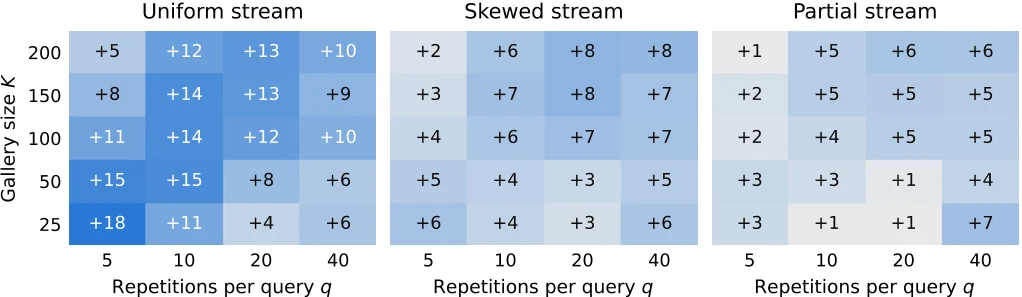 Uniform stream Skewed stream Partial stream
Gallery size K
200 +5 +12 +13 +10 +2 +6 +8 +8 +1 +5 +6 +6
150 +8 +14 +13 +9 +3 +7 +8 +7 +2 +5 +5 +5
100 +11 +14 +12 +10 +4 +6 +7 +7 +2 +4 +5 +5
50 +15 +15 +8 +6 +5 +4 +3 +5 +3 +3 +1 +4
25 +18 +11 +4 +6 +6 +4 +3 +6 +3 +1 +1 +7
5 10 20 40 5 10 20 40 5 10 20 40
Repetitions per query q Repetitions per query q Repetitions per query q